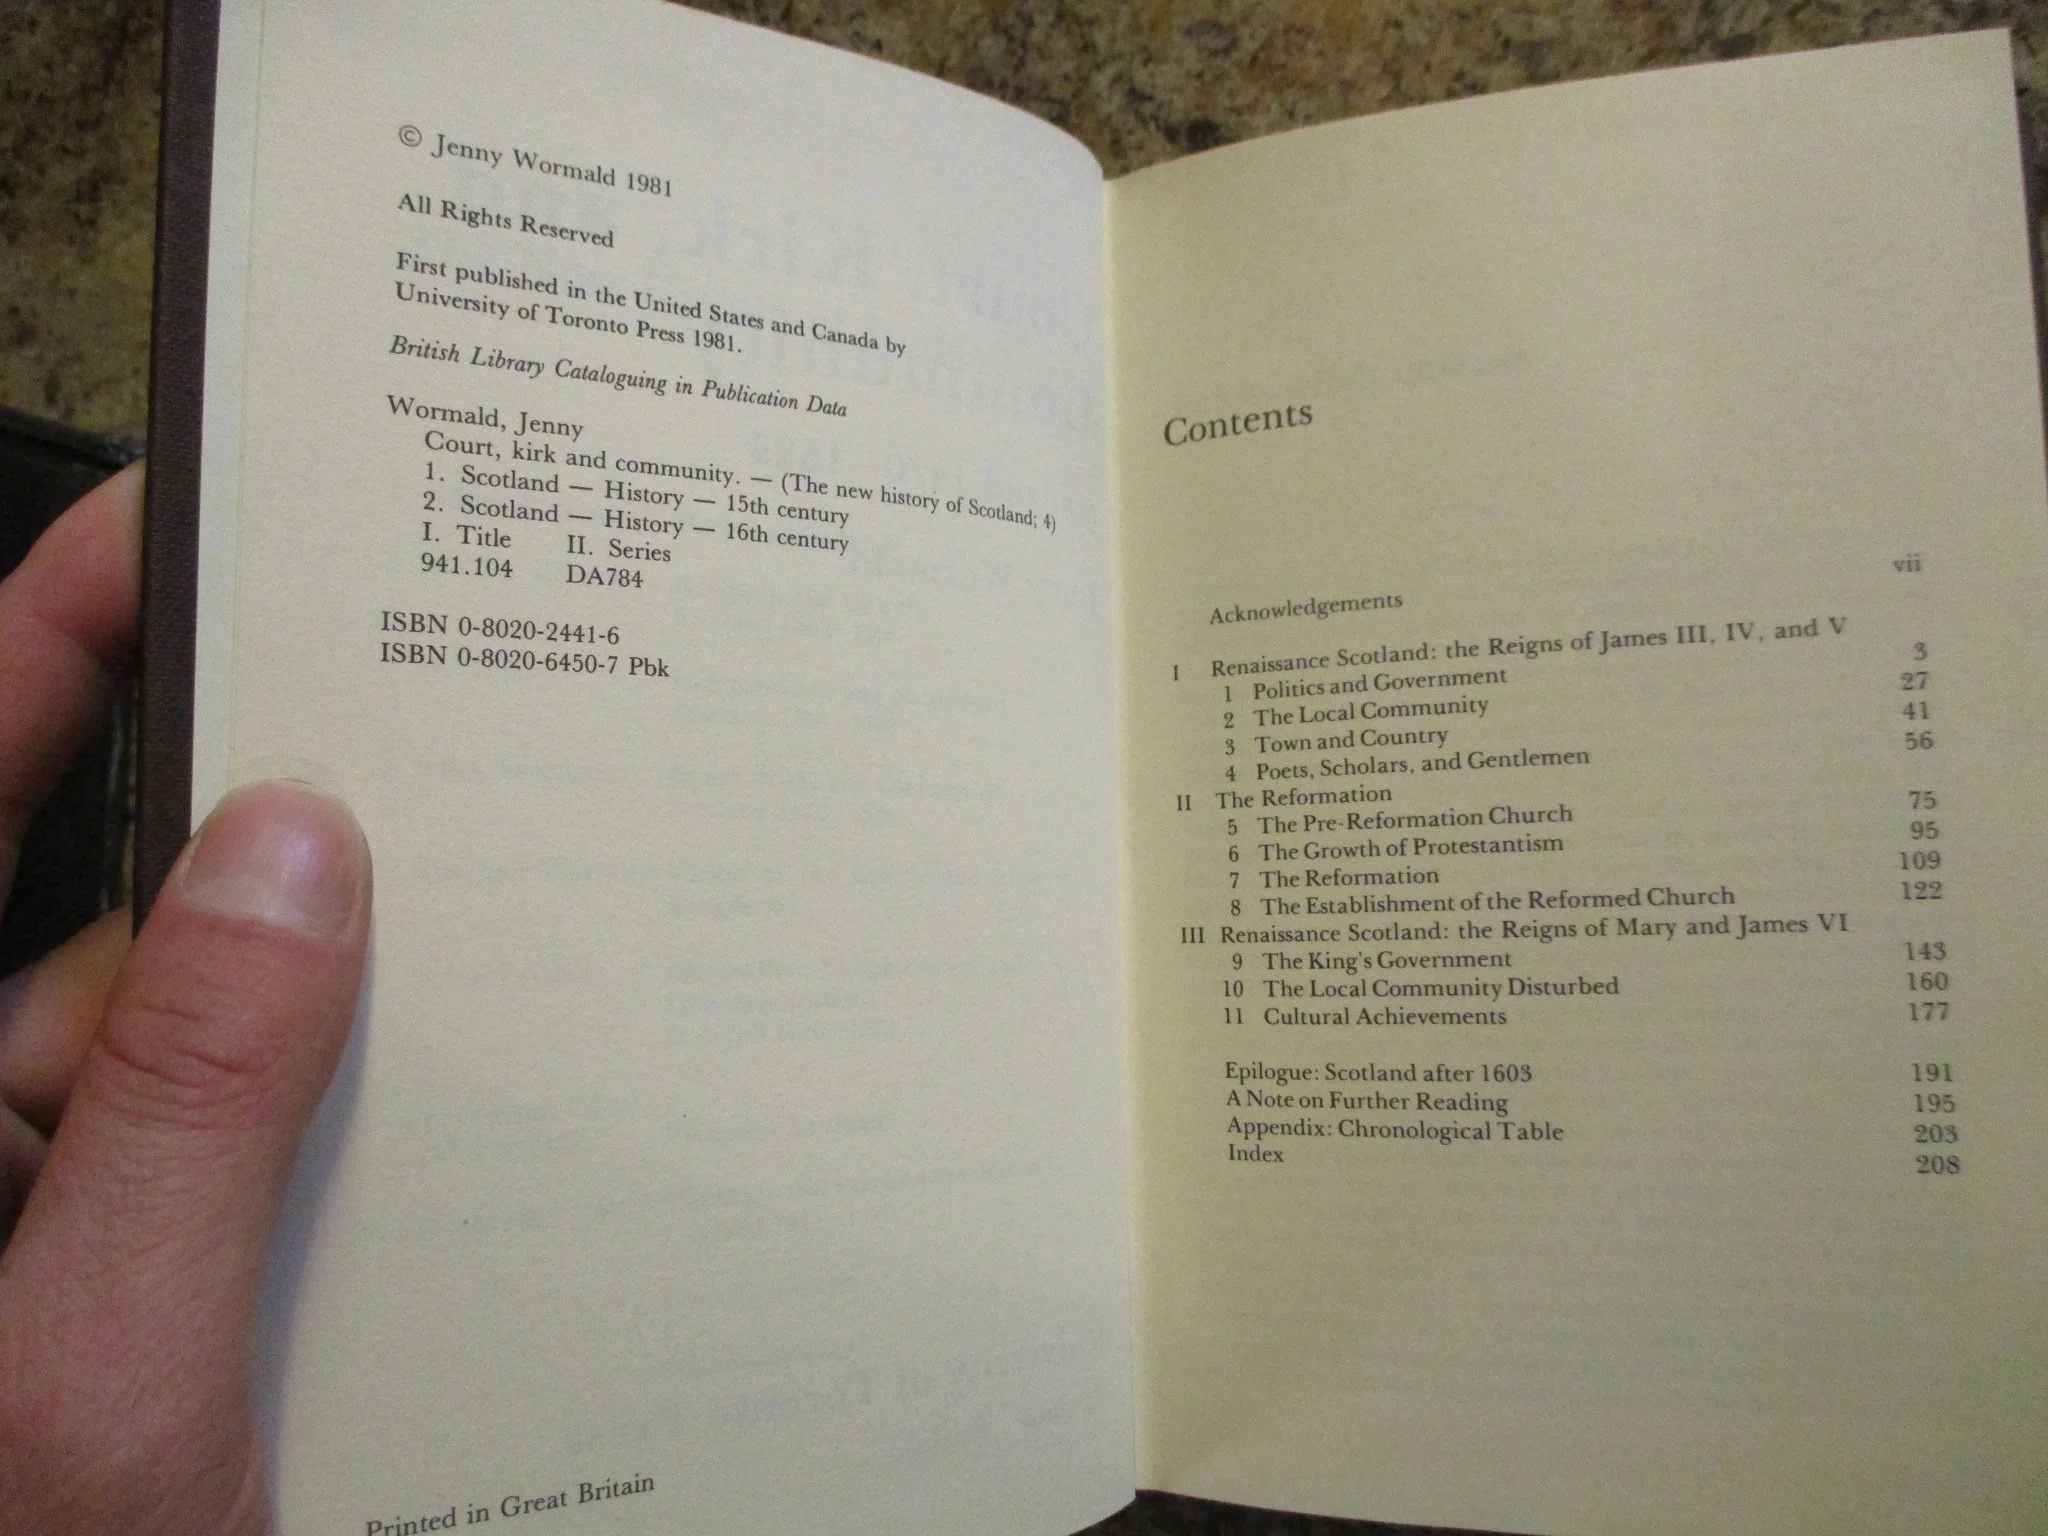 © Jenny Wormald 1981
All Rights Reserved
First published in the United States and Canada by
University of Toronto Press 1981.
British Library Cataloguing in Publication Data
Wormald, Jenny
Court, kirk and community. — (The new history of Scotland; 4)
1. Scotland — History — 15th century
2. Scotland — History — 16th century
I. Title II. Series
941.104 DA784
ISBN 0-8020-2441-6
ISBN 0-8020-6450-7 Pbk
Printed in Great Britain
Contents
Acknowledgements vii
I Renaissance Scotland: the Reigns of James III, IV, and V
1 Politics and Government 3
2 The Local Community 27
3 Town and Country 41
4 Poets, Scholars, and Gentlemen 56
II The Reformation
5 The Pre-Reformation Church 75
6 The Growth of Protestantism 95
7 The Reformation 109
8 The Establishment of the Reformed Church 122
III Renaissance Scotland: the Reigns of Mary and James VI
9 The King's Government 143
10 The Local Community Disturbed 160
11 Cultural Achievements 177
Epilogue: Scotland after 1603 191
A Note on Further Reading 195
Appendix: Chronological Table 203
Index 208